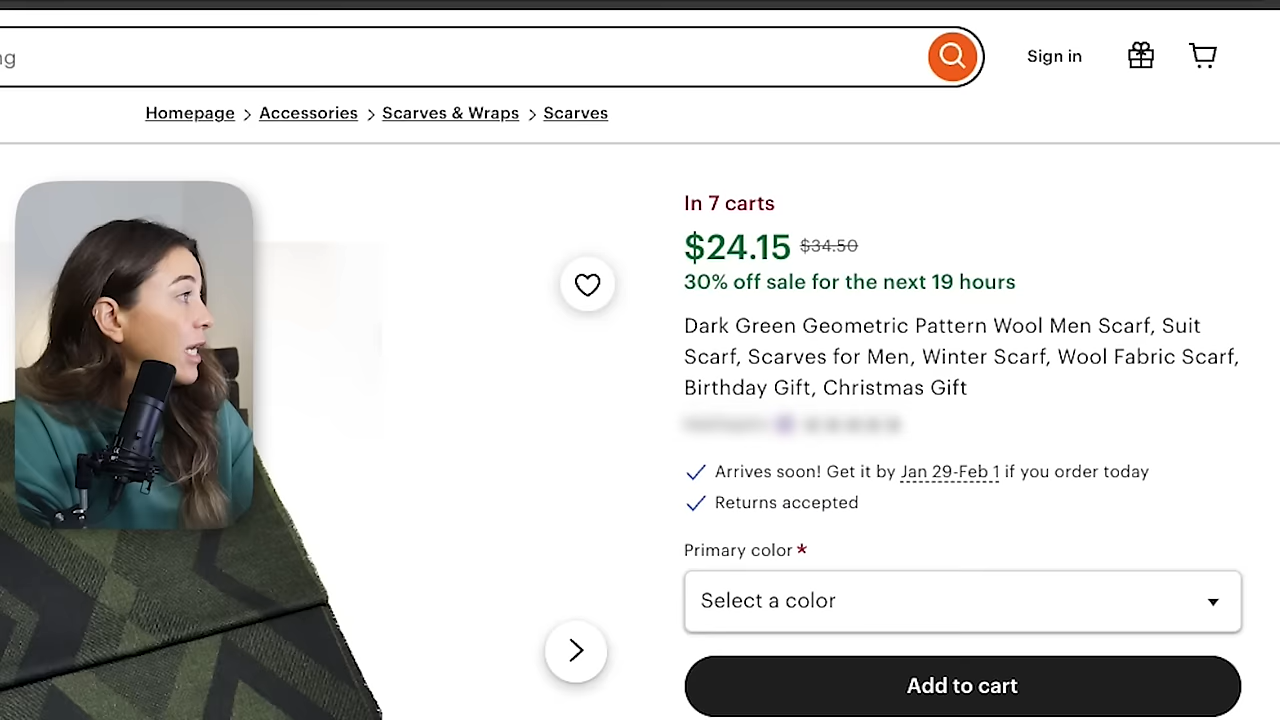 Sign in
Homepage > Accessories > Scarves & Wraps > Scarves
In 7 carts
$24.15 $34.50
30% off sale for the next 19 hours
Dark Green Geometric Pattern Wool Men Scarf, Suit
Scarf, Scarves for Men, Winter Scarf, Wool Fabric Scarf,
Birthday Gift, Christmas Gift
Arrives soon! Get it by Jan 29-Feb 1 if you order today
Returns accepted
Primary color *
Select a color
Add to cart